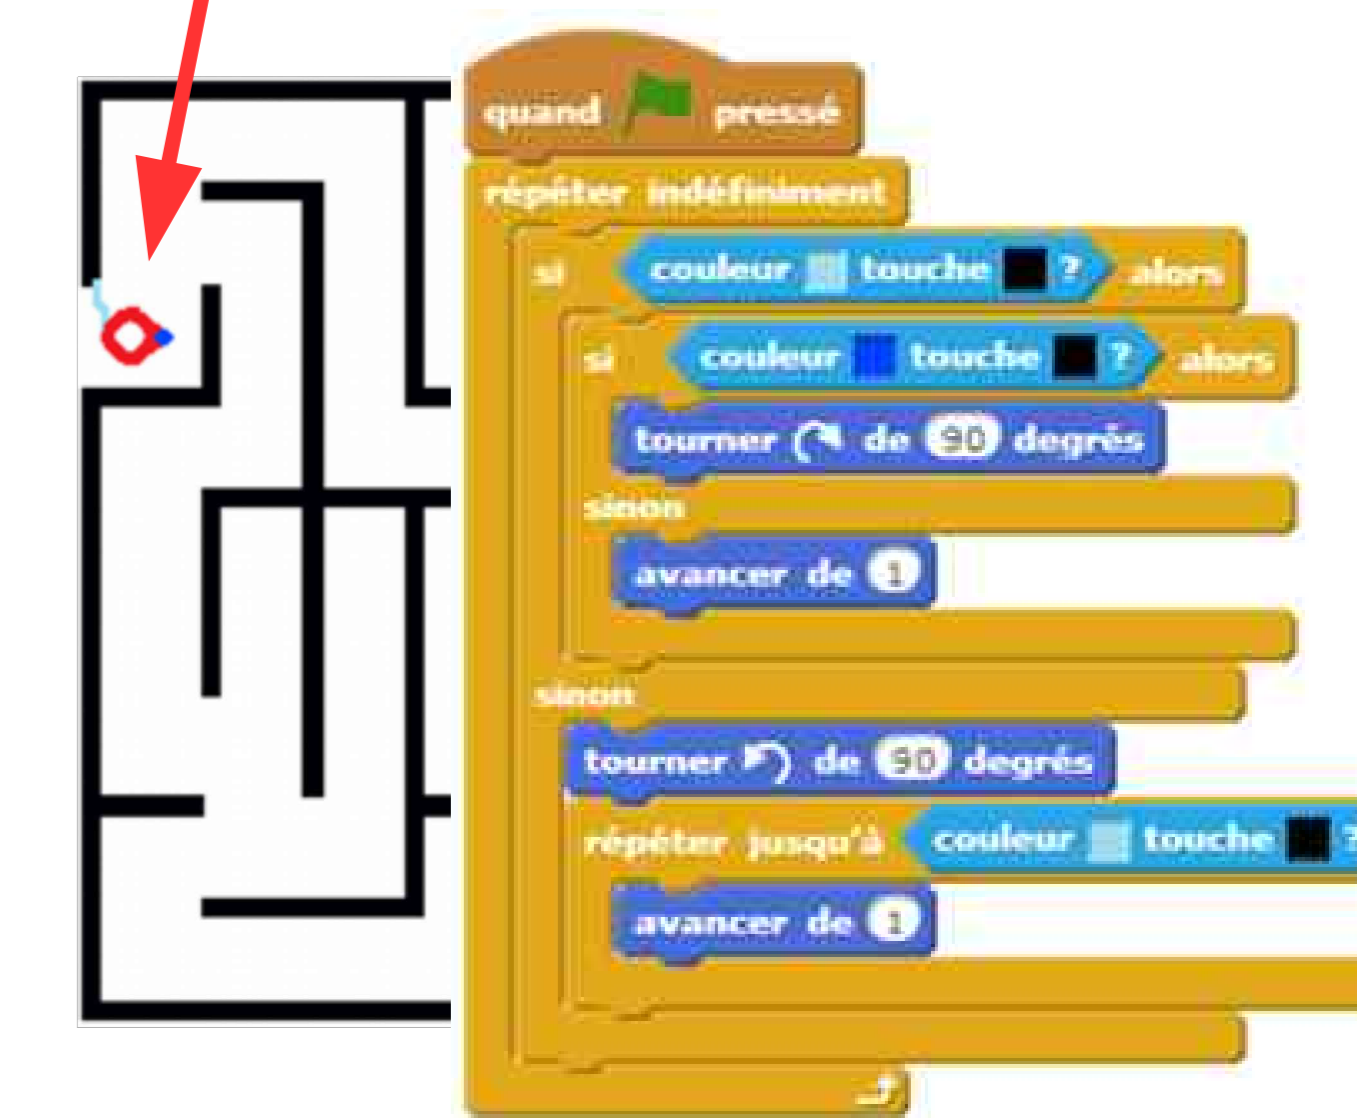 quand pressé
répéter indéfiniment
si couleur touche ? alors
si couleur touche ? alors
tourner de 90 degrés
sinon
avancer de 1
sinon
tourner de 90 degrés
répéter jusqu'à couleur touche ?
avancer de 1